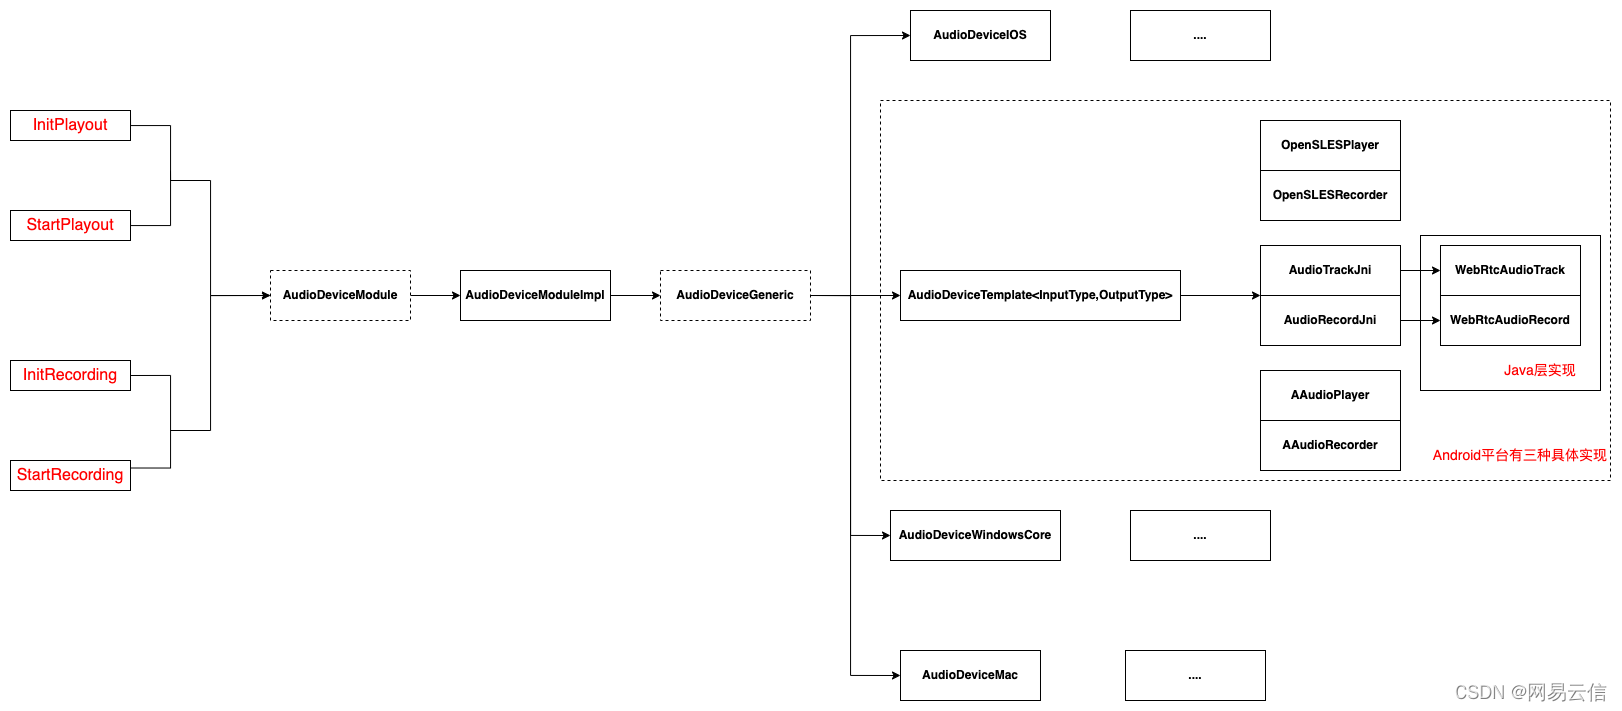 AudioDeviceIOS
....
InitPlayout
StartPlayout
InitRecording
StartRecording
AudioDeviceModule
AudioDeviceModuleImpl
AudioDeviceGeneric
AudioDeviceTemplate<InputType,OutputType>
OpenSLESPlayer
OpenSLESRecorder
AudioTrackJni
AudioRecordJni
WebRtcAudioTrack
WebRtcAudioRecord
Java层实现
AAudioPlayer
AAudioRecorder
Android平台有三种具体实现
AudioDeviceWindowsCore
....
AudioDeviceMac
....
CSDN @网易云信